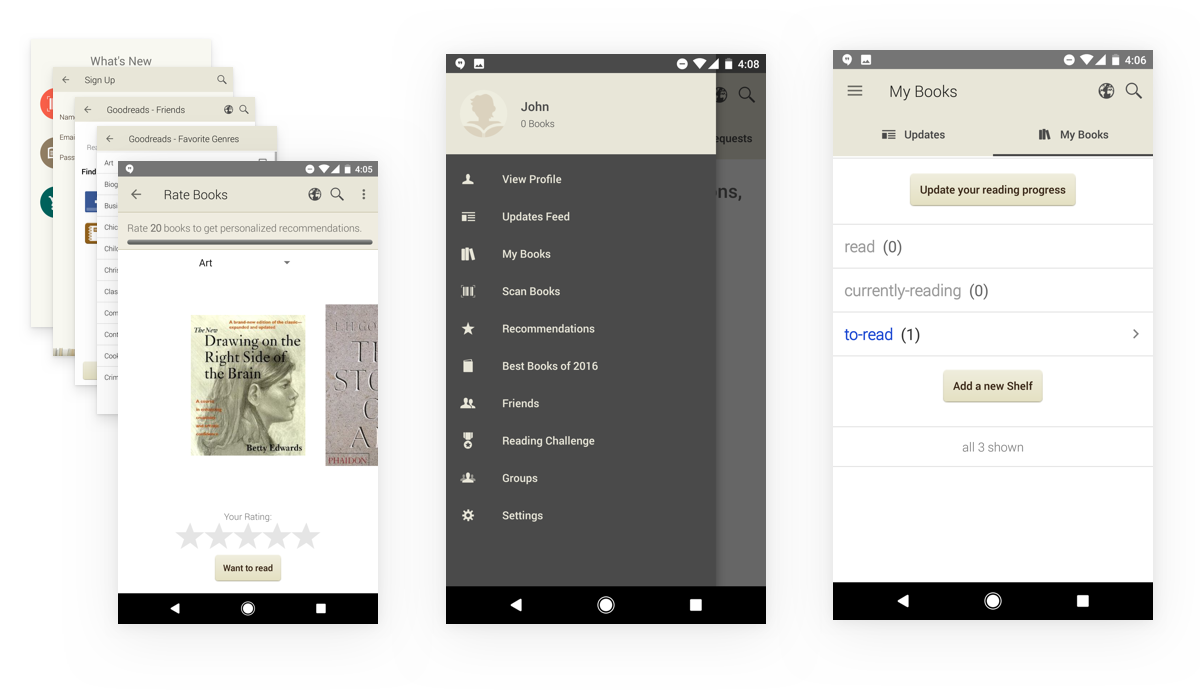 What's New
Sign Up
Name
Email
Pass
Goodreads - Friends
Rea
Find
Goodreads - Favorite Genres
Art
Biog
Busi
Chic
Chil
Chris
Clas
Com
Cont
Cook
Crim
4:05
Rate Books
Rate 20 books to get personalized recommendations.
Art
A brand-new edition of the classic—
expanded and updated
The New
Drawing on the
Right Side of
the Brain
Betty Edwards
PHAIDON
Your Rating:
Want to read
4:08
John
0 Books
equests
ons,
View Profile
Updates Feed
My Books
Scan Books
Recommendations
Best Books of 2016
Friends
Reading Challenge
Groups
Settings
4:06
My Books
Updates
My Books
Update your reading progress
read (0)
currently-reading (0)
to-read (1)
Add a new Shelf
all 3 shown